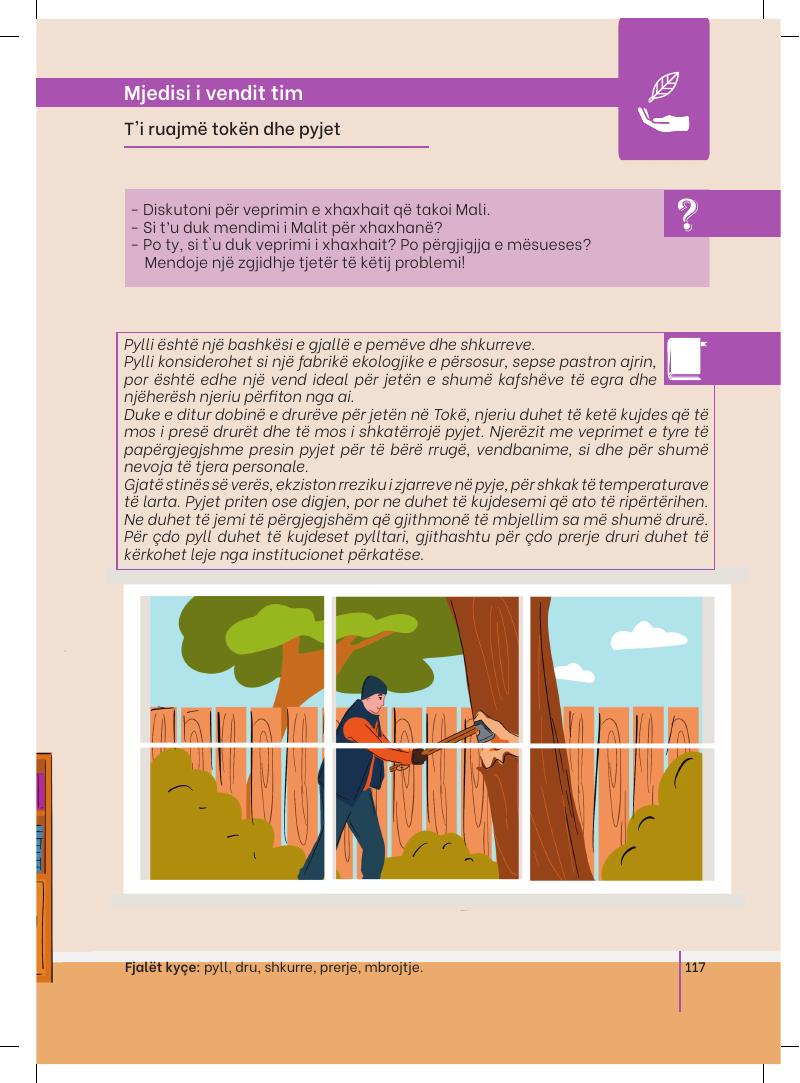 Mjedisi i vendit tim
T'i ruajmë tokën dhe pyjet
- Diskutoni për veprimin e xhaxhait që takoi Mali.
- Si t'u duk mendimi i Malit për xhaxhanë?
- Po ty, si t`u duk veprimi i xhaxhait? Po përgjigjja e mësueses?
Mendoje një zgjidhje tjetër të këtij problemi!
?
Pylli është një bashkësi e gjallë e pemëve dhe shkurreve.
Pylli konsiderohet si një fabrikë ekologjike e përsosur, sepse pastron ajrin,
por është edhe një vend ideal për jetën e shumë kafshëve të egra dhe
njëherësh njeriu përfiton nga ai.
Duke e ditur dobinë e drurëve për jetën në Tokë, njeriu duhet të ketë kujdes që të
mos i presë drurët dhe të mos i shkatërrojë pyjet. Njerëzit me veprimet e tyre të
papërgjegjshme presin pyjet për të bërë rrugë, vendbanime, si dhe për shumë
nevoja të tjera personale.
Gjatë stinës së verës, ekziston rreziku i zjarreve në pyje, për shkak të temperaturave
të larta. Pyjet priten ose digjen, por ne duhet të kujdesemi që ato të ripërtërihen.
Ne duhet të jemi të përgjegjshëm që gjithmonë të mbjellim sa më shumë drurë.
Për çdo pyll duhet të kujdeset pylltari, gjithashtu për çdo prerje druri duhet të
kërkohet leje nga institucionet përkatëse.
Fjalët kyçe: pyll, dru, shkurre, prerje, mbrojtje.
117